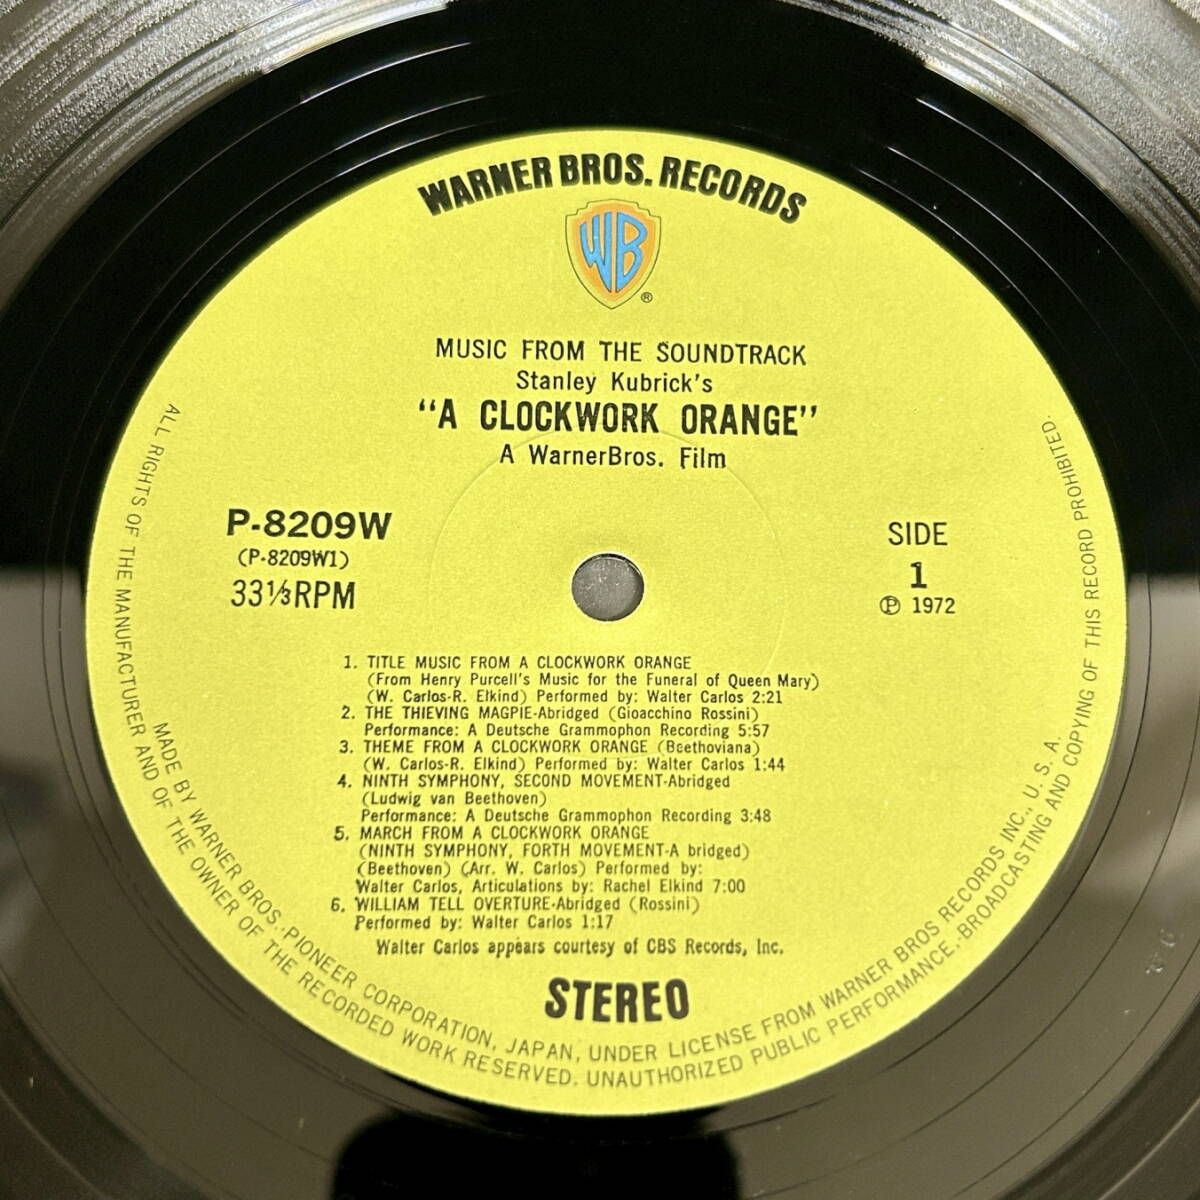 WARNER BROS. RECORDS
WB
®
MUSIC FROM THE SOUNDTRACK
Stanley Kubrick's
"A CLOCKWORK ORANGE"
A WarnerBros. Film
P-8209W
(P-8209W1)
33⅓RPM
SIDE
1
Ⓟ 1972
1. TITLE MUSIC FROM A CLOCKWORK ORANGE
(From Henry Purcell's Music for the Funeral of Queen Mary)
(W. Carlos-R. Elkind) Performed by: Walter Carlos 2:21
2. THE THIEVING MAGPIE-Abridged (Gioacchino Rossini)
Performance: A Deutsche Grammophon Recording 5:57
3. THEME FROM A CLOCKWORK ORANGE (Beethoviana)
(W. Carlos-R. Elkind) Performed by: Walter Carlos 1:44
4. NINTH SYMPHONY, SECOND MOVEMENT-Abridged
(Ludwig van Beethoven)
Performance: A Deutsche Grammophon Recording 3:48
5. MARCH FROM A CLOCKWORK ORANGE
(NINTH SYMPHONY, FORTH MOVEMENT-A bridged)
(Beethoven) (Arr. W. Carlos) Performed by:
Walter Carlos, Articulations by: Rachel Elkind 7:00
6. WILLIAM TELL OVERTURE-Abridged (Rossini)
Performed by: Walter Carlos 1:17
Walter Carlos appears courtesy of CBS Records, Inc.
STEREO
MADE BY WARNER BROS.-PIONEER CORPORATION, JAPAN, UNDER LICENSE FROM WARNER BROS RECORDS INC., U. S. A.
ALL RIGHTS OF THE MANUFACTURER AND OF THE OWNER OF THE RECORDED WORK RESERVED. UNAUTHORIZED PUBLIC PERFORMANCE, BROADCASTING AND COPYING OF THIS RECORD PROHIBITED.